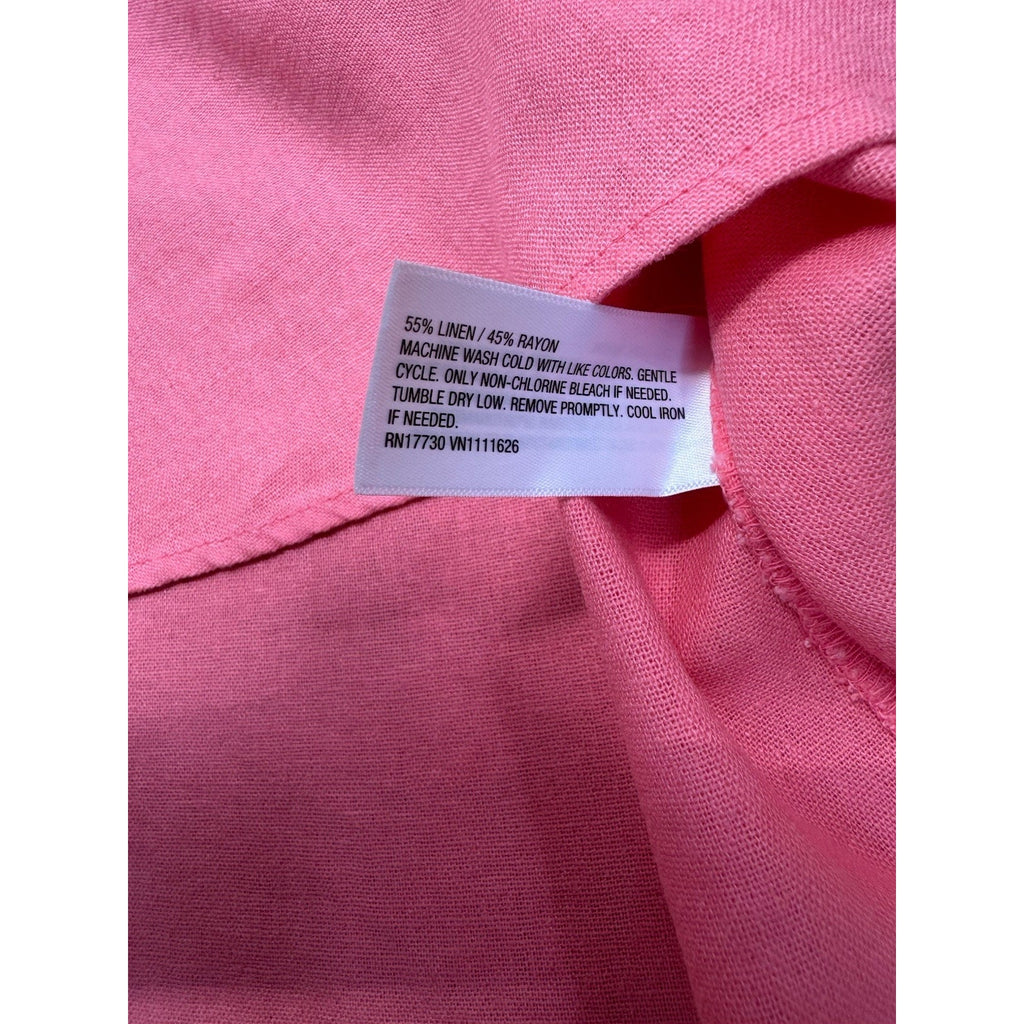 55% LINEN / 45% RAYON
MACHINE WASH COLD WITH LIKE COLORS. GENTLE
CYCLE. ONLY NON-CHLORINE BLEACH IF NEEDED.
TUMBLE DRY LOW. REMOVE PROMPTLY. COOL IRON
IF NEEDED.
RN17730 VN1111626